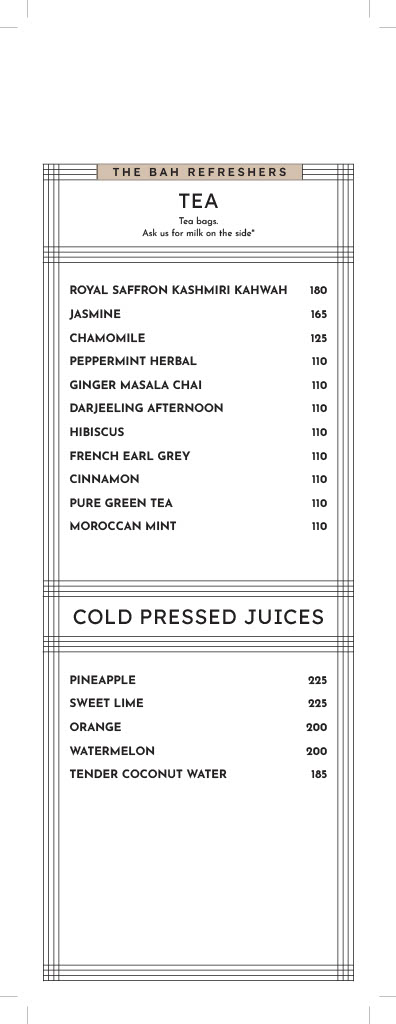 THE BAH REFRESHERS
TEA
Tea bags.
Ask us for milk on the side*
ROYAL SAFFRON KASHMIRI KAHWAH 180
JASMINE 165
CHAMOMILE 125
PEPPERMINT HERBAL 110
GINGER MASALA CHAI 110
DARJEELING AFTERNOON 110
HIBISCUS 110
FRENCH EARL GREY 110
CINNAMON 110
PURE GREEN TEA 110
MOROCCAN MINT 110
COLD PRESSED JUICES
PINEAPPLE 225
SWEET LIME 225
ORANGE 200
WATERMELON 200
TENDER COCONUT WATER 185